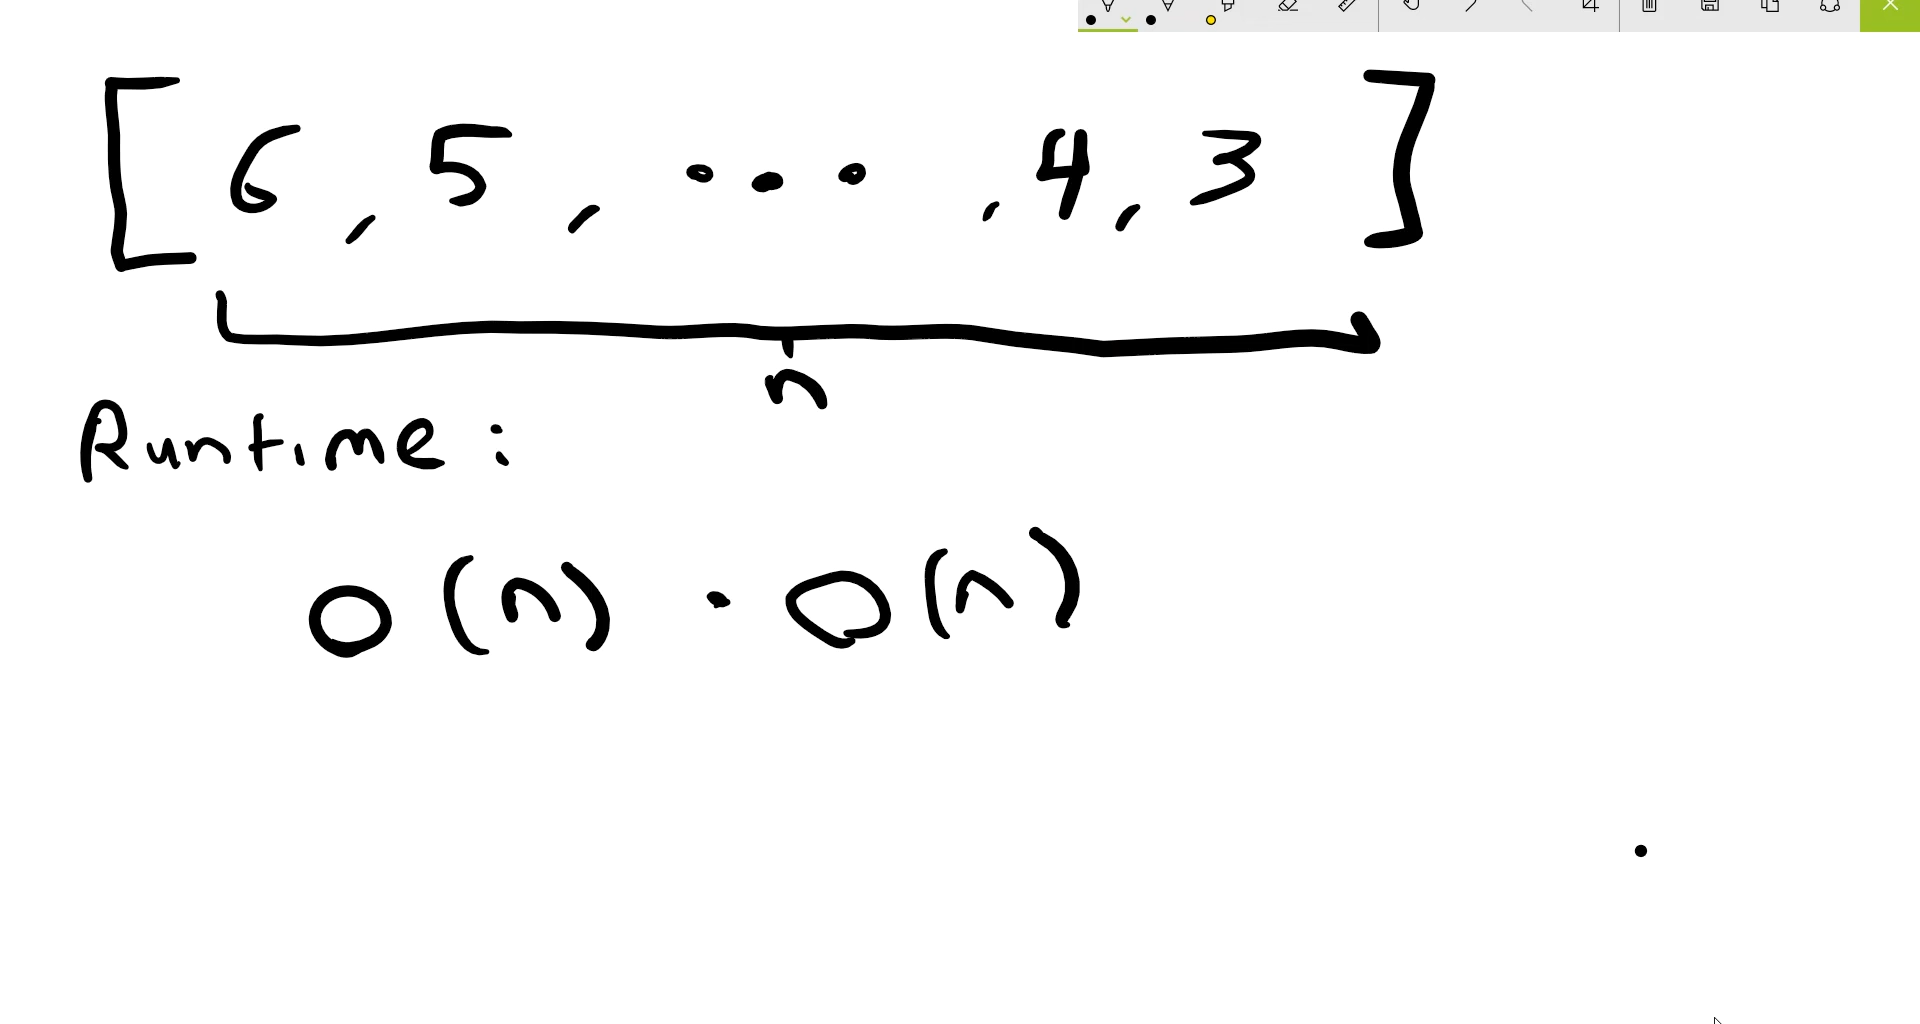 [ 6, 5, ... , 4, 3 ]
n
Runtime:
O(n) · O(n)